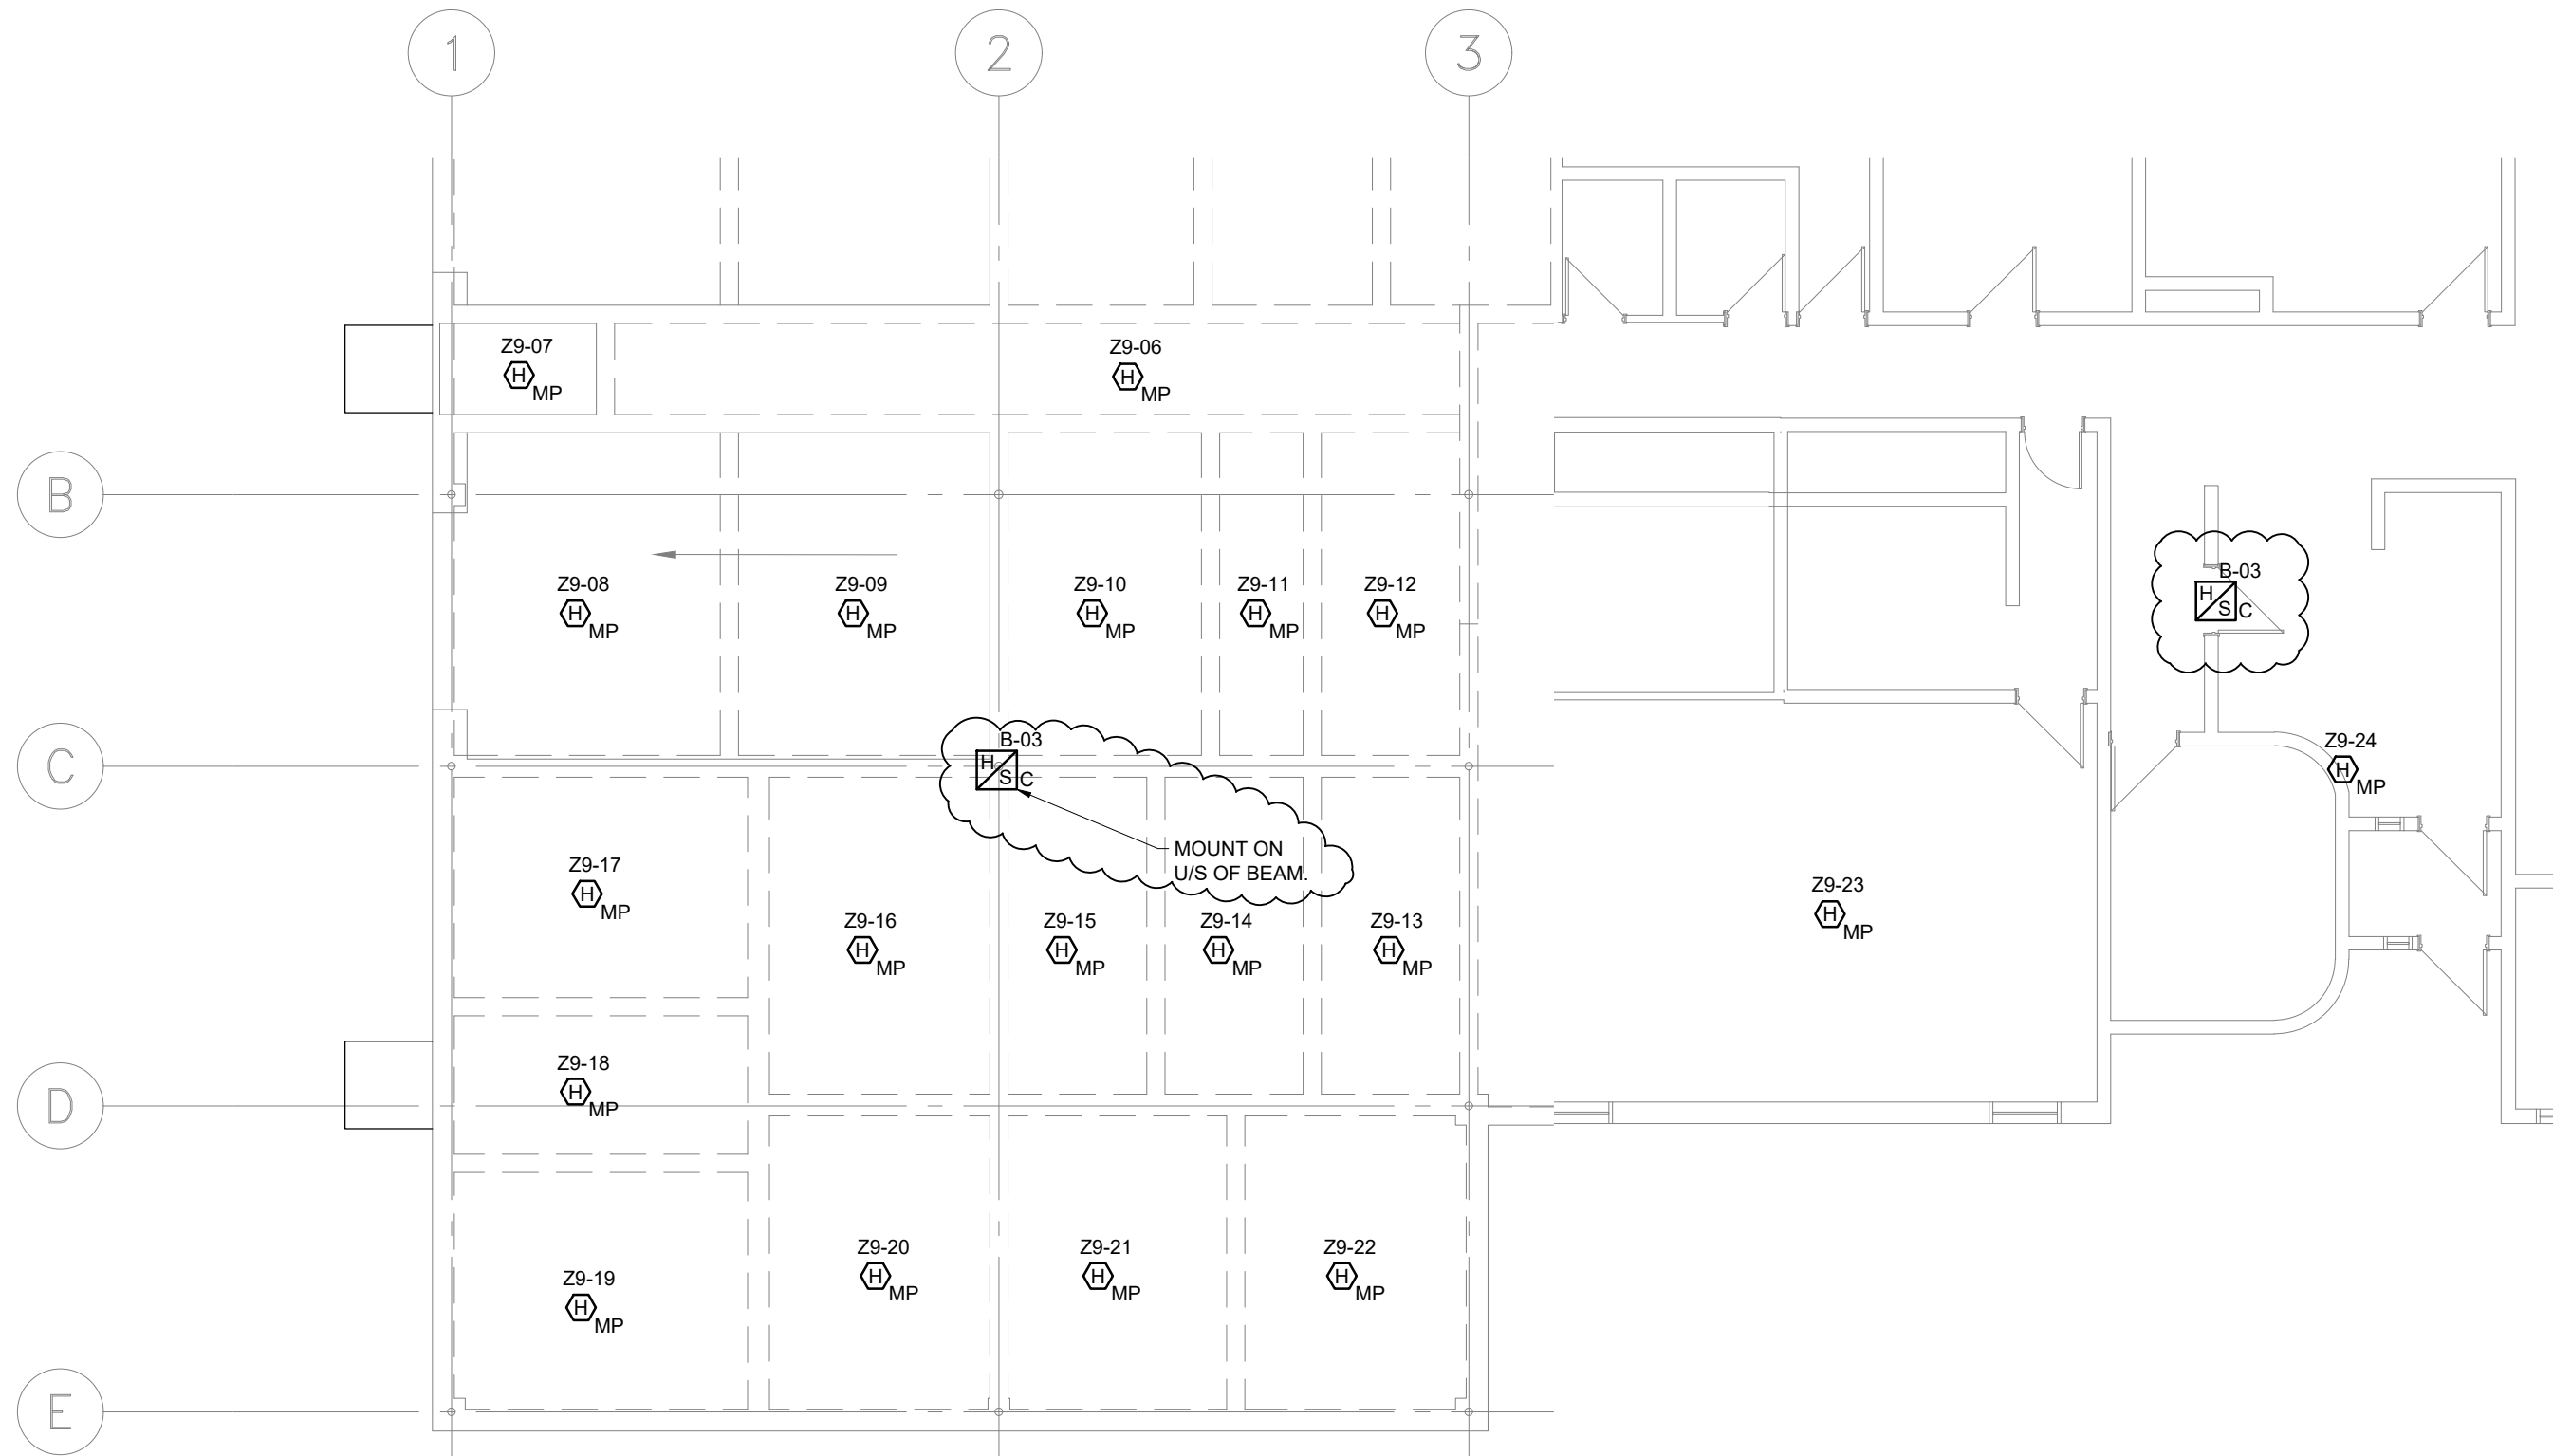 1
2
3
Z9-07
H
MP
Z9-06
H
MP
B
Z9-08
H
MP
Z9-09
H
MP
Z9-10
H
MP
Z9-11
H
MP
Z9-12
H
MP
B-03
H
S
C
C
B-03
H
S
C
MOUNT ON
U/S OF BEAM.
Z9-24
H
MP
Z9-17
H
MP
Z9-16
H
MP
Z9-15
H
MP
Z9-14
H
MP
Z9-13
H
MP
Z9-23
H
MP
D
Z9-18
H
MP
Z9-19
H
MP
Z9-20
H
MP
Z9-21
H
MP
Z9-22
H
MP
E